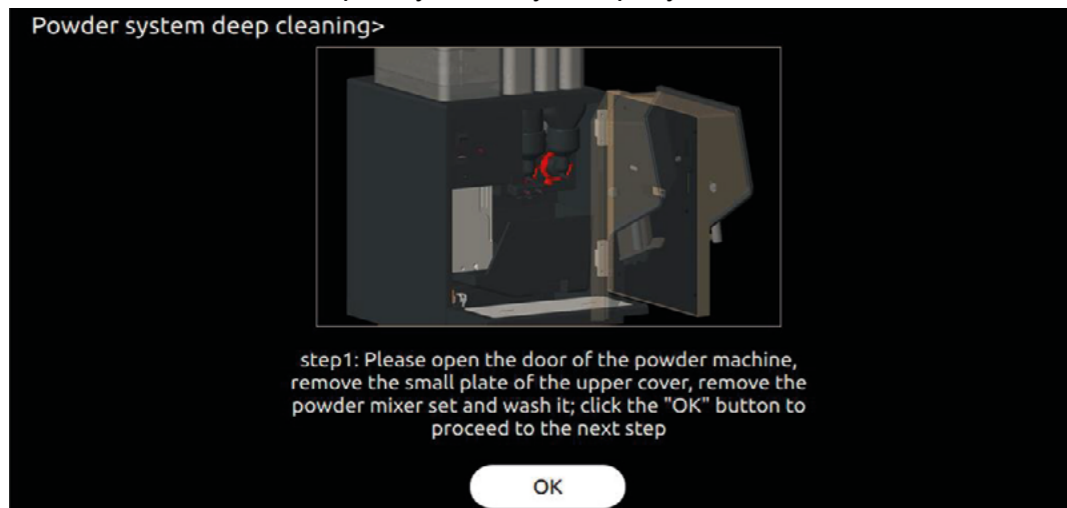 Powder system deep cleaning>
step1: Please open the door of the powder machine,
remove the small plate of the upper cover, remove the
powder mixer set and wash it; click the "OK" button to
proceed to the next step
OK